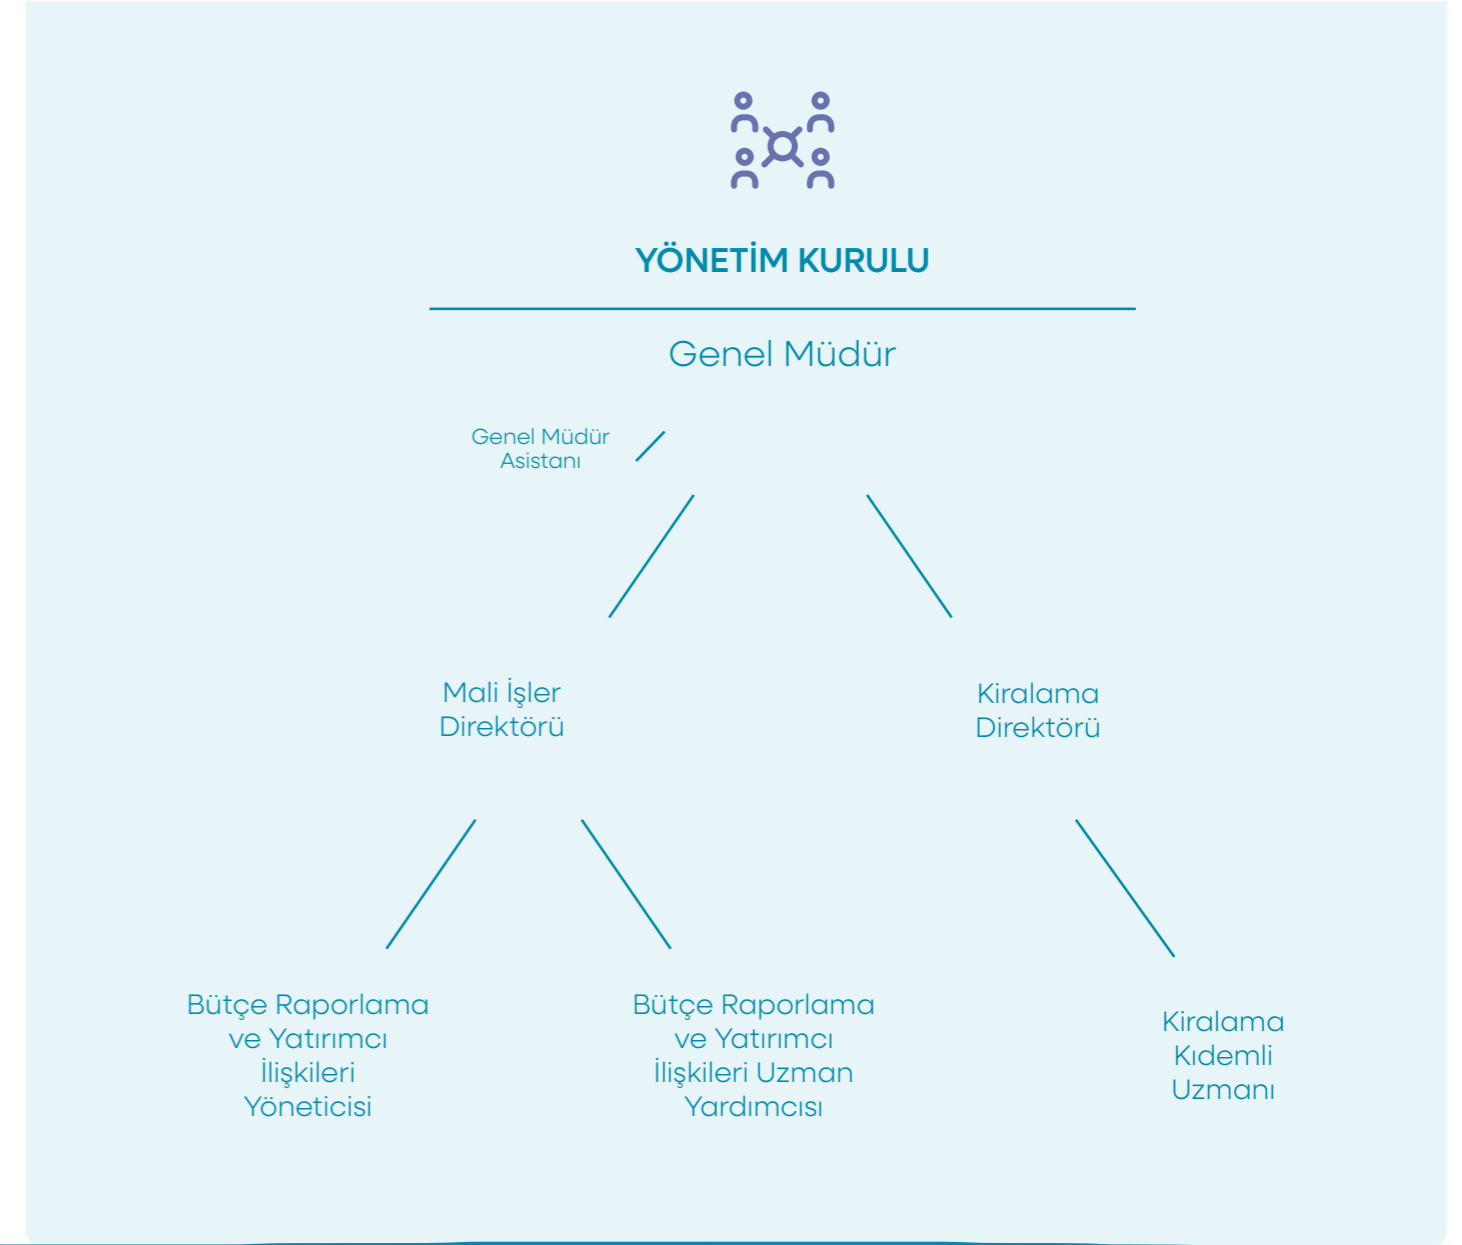 YÖNETİM KURULU
Genel Müdür
Genel Müdür
Asistanı
Mali İşler
Direktörü
Kiralama
Direktörü
Bütçe Raporlama
ve Yatırımcı
İlişkileri
Yöneticisi
Bütçe Raporlama
ve Yatırımcı
İlişkileri Uzman
Yardımcısı
Kiralama
Kıdemli
Uzmanı